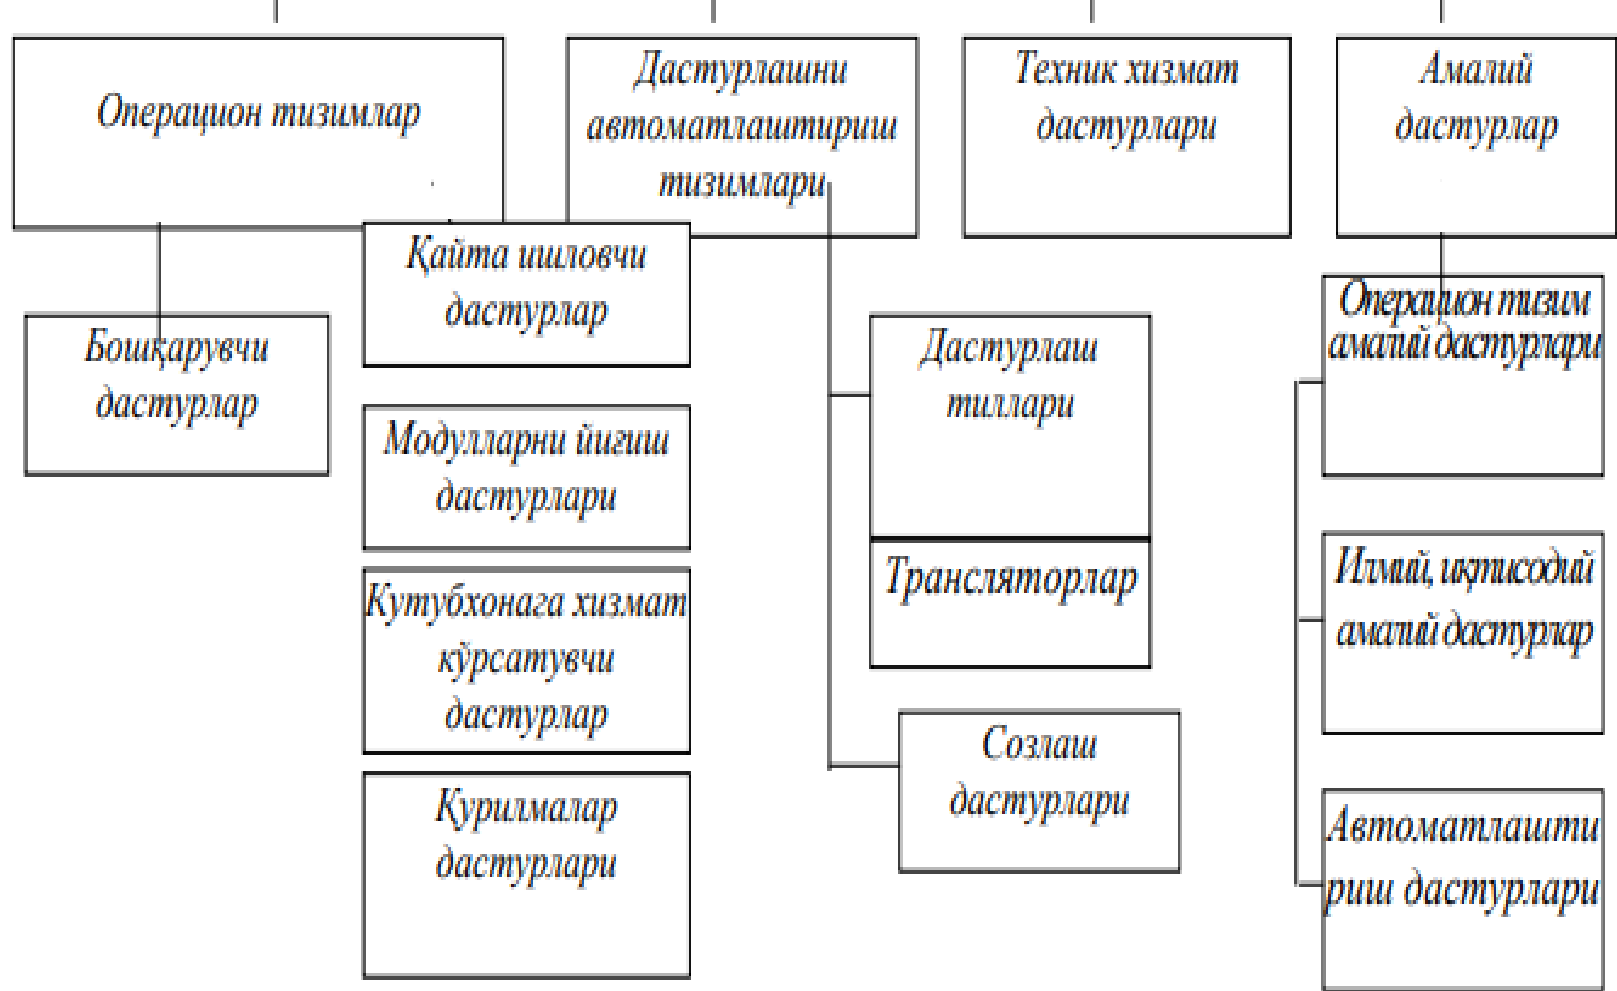 Операцион тизимлар
Дастурлашни
автоматлаштириш
тизимлари
Техник хизмат
дастурлари
Амалий
дастурлар
Бошқарувчи
дастурлар
Қайта ишловчи
дастурлар
Модулларни йиғиш
дастурлари
Кутубхонага хизмат
кўрсатувчи
дастурлар
Қурилмалар
дастурлари
Дастурлаш
тиллари
Трансляторлар
Созлаш
дастурлари
Операцион тизим
амалий дастурлари
Илмий, иқтисодий
амалий дастурлар
Автоматлашти
риш дастурлари